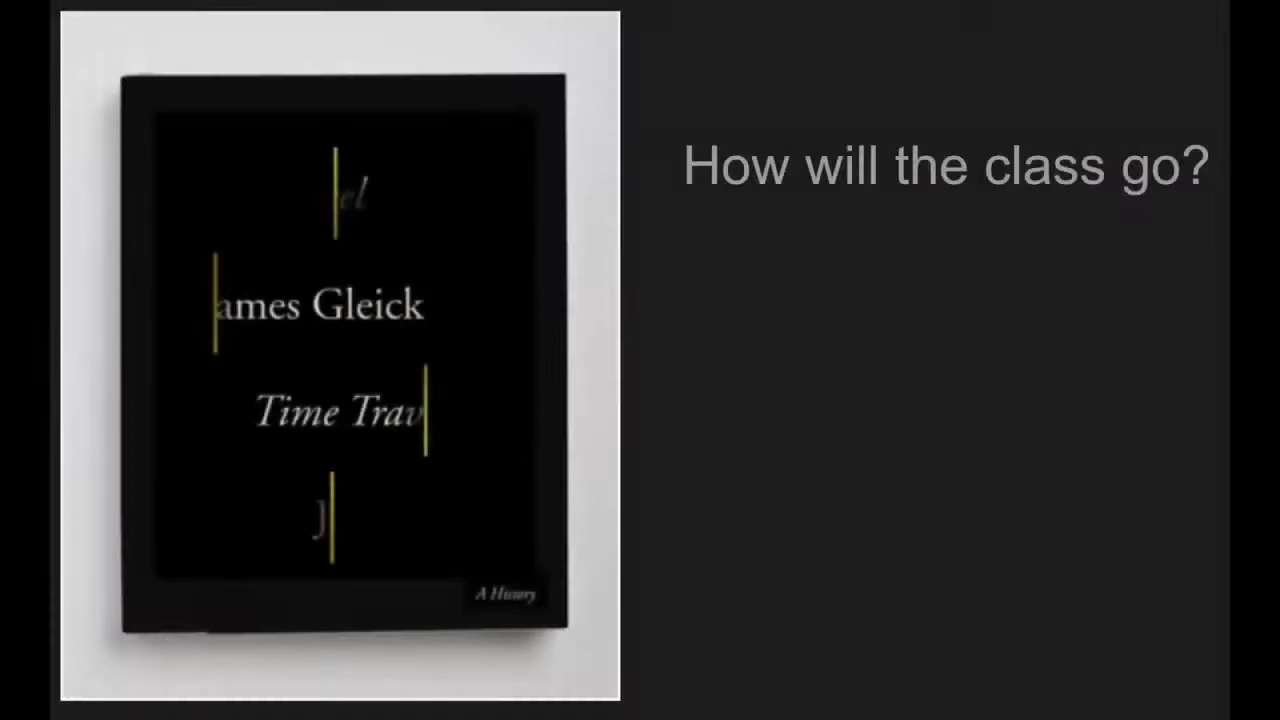 el
ames Gleick
Time Trav
J
A History
How will the class go?